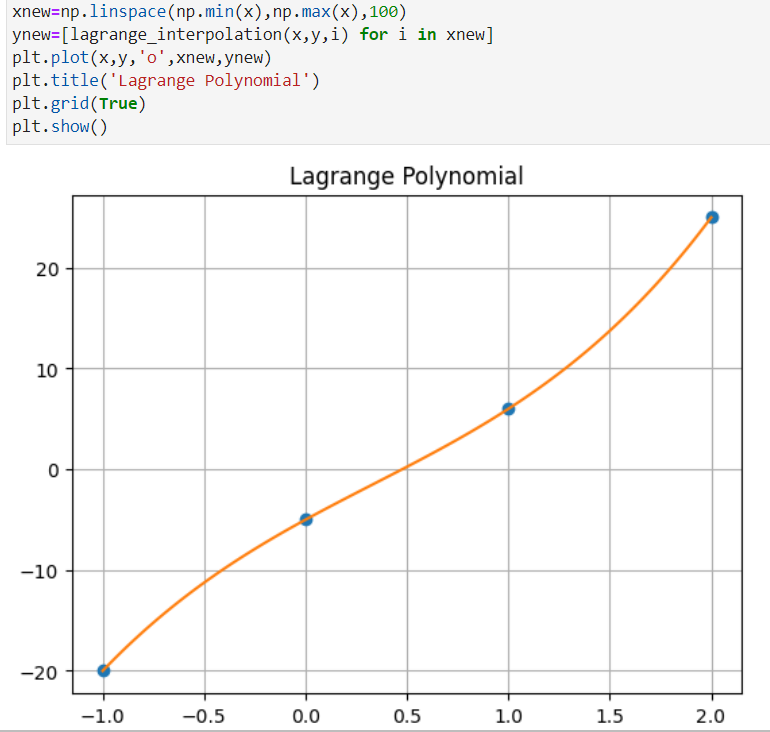 xnew=np.linspace(np.min(x),np.max(x),100)
ynew=[lagrange_interpolation(x,y,i) for i in xnew]
plt.plot(x,y,'o',xnew,ynew)
plt.title('Lagrange Polynomial')
plt.grid(True)
plt.show()
Lagrange Polynomial
20
10
0
−10
−20
−1.0 −0.5 0.0 0.5 1.0 1.5 2.0